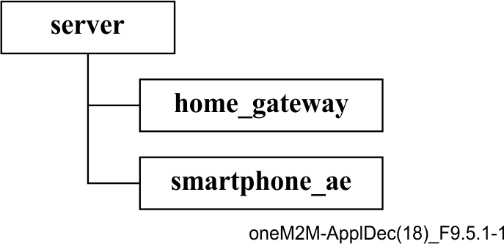 server
home_gateway
smartphone_ae
oneM2M-ApplDec(18)_F9.5.1-1